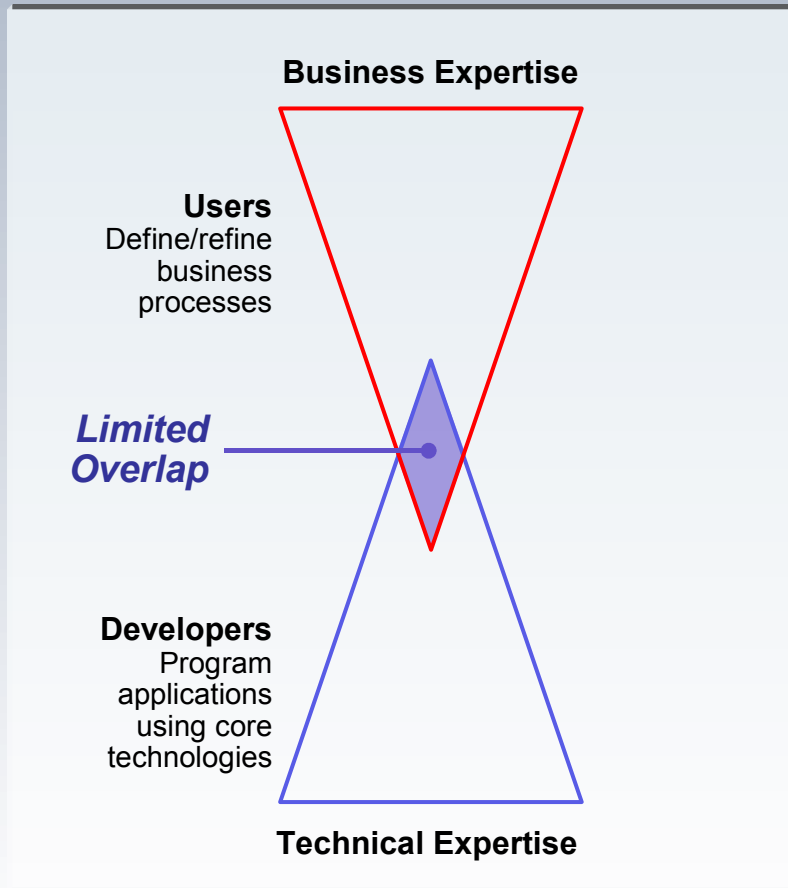 Business Expertise
Users
Define/refine
business
processes
Limited
Overlap
Developers
Program
applications
using core
technologies
Technical Expertise